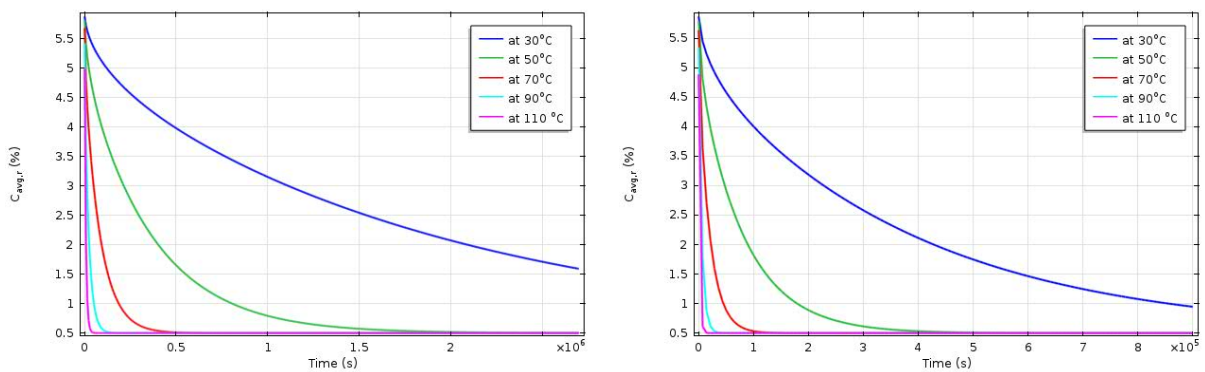 5.5
5
4.5
4
3.5
3
2.5
2
1.5
1
0.5
C_avg,r (%)
at 30°C
at 50°C
at 70°C
at 90°C
at 110 °C
0 0.5 1 1.5 2 ×10⁶
Time (s)
5.5
5
4.5
4
3.5
3
2.5
2
1.5
1
0.5
C_avg,r (%)
at 30°C
at 50°C
at 70°C
at 90°C
at 110 °C
0 1 2 3 4 5 6 7 8 ×10⁵
Time (s)